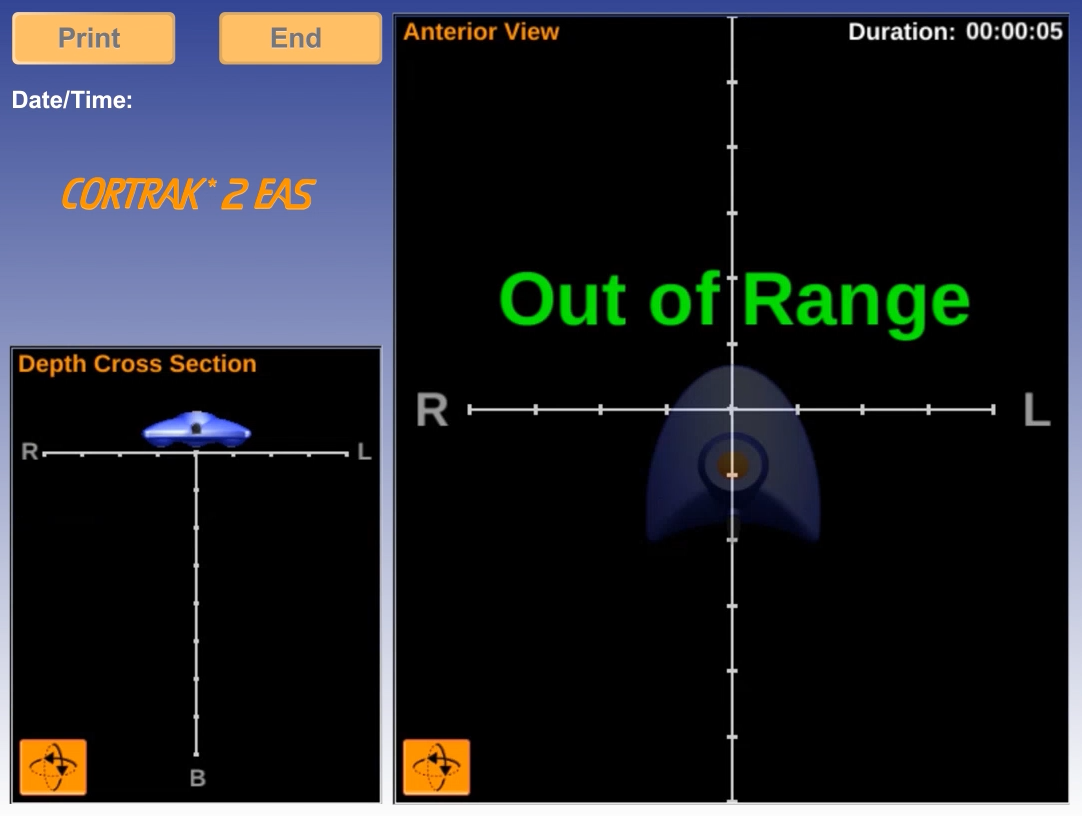 Print
End
Date/Time:
CORTRAK* 2 EAS
Depth Cross Section
R
L
B
Anterior View
Duration: 00:00:05
Out of Range
R
L